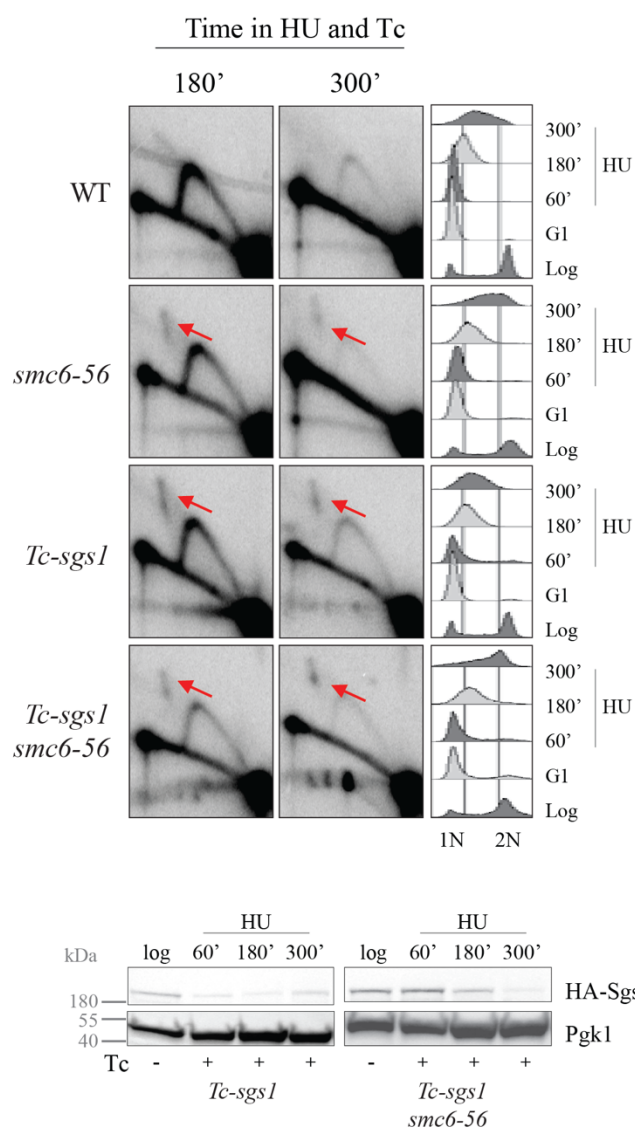 Time in HU and Tc
180’ 300’
WT
300’
180’ HU
60’
G1
Log
smc6-56
300’
180’ HU
60’
G1
Log
Tc-sgs1
300’
180’ HU
60’
G1
Log
Tc-sgs1
smc6-56
300’
180’ HU
60’
G1
Log
1N 2N
HU HU
kDa log 60’ 180’ 300’ log 60’ 180’ 300’
180 HA-Sgs
55
40 Pgk1
Tc - + + + - + + +
Tc-sgs1 Tc-sgs1
smc6-56